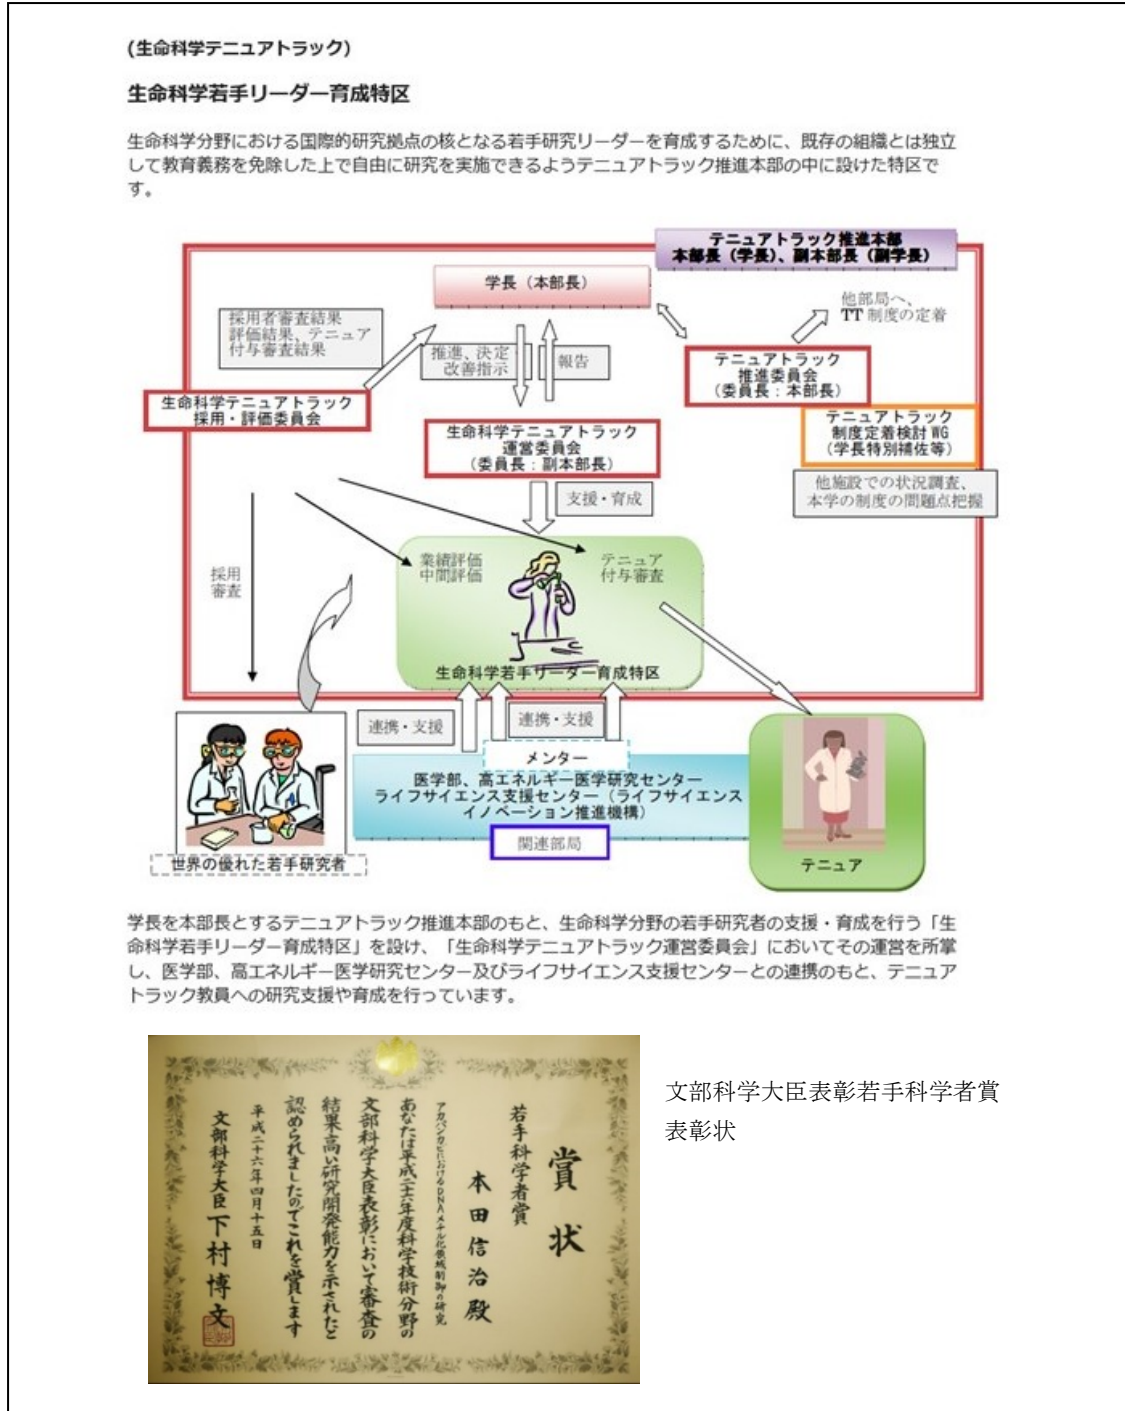 (生命科学テニュアトラック)
生命科学若手リーダー育成特区
生命科学分野における国際的研究拠点の核となる若手研究リーダーを育成するために、既存の組織とは独立
して教育義務を免除した上で自由に研究を実施できるようテニュアトラック推進本部の中に設けた特区で
す。
テニュアトラック推進本部
本部長（学長）、副本部長（副学長）
学長（本部長）
採用者審査結果
評価結果、テニュア
付与審査結果
推進、決定
改善指示
報告
他部局へ、
TT 制度の定着
テニュアトラック
推進委員会
（委員長：本部長）
生命科学テニュアトラック
採用・評価委員会
生命科学テニュアトラック
運営委員会
（委員長：副本部長）
テニュアトラック
制度定着検討 WG
（学長特別補佐等）
他施設での状況調査、
本学の制度の問題点把握
支援・育成
採用
審査
業績評価
中間評価
テニュア
付与審査
生命科学若手リーダー育成特区
連携・支援
連携・支援
メンター
医学部、高エネルギー医学研究センター
ライフサイエンス支援センター（ライフサイエンス
イノベーション推進機構）
関連部局
世界の優れた若手研究者
テニュア
学長を本部長とするテニュアトラック推進本部のもと、生命科学分野の若手研究者の支援・育成を行う「生
命科学若手リーダー育成特区」を設け、「生命科学テニュアトラック運営委員会」においてその運営を所掌
し、医学部、高エネルギー医学研究センター及びライフサイエンス支援センターとの連携のもと、テニュア
トラック教員への研究支援や育成を行っています。
賞状
若手科学者賞
本田信治殿
アカパンカビにおけるDNAメチル化領域制御の研究
あなたは平成二十六年度科学技術分野の
文部科学大臣表彰において審査の
結果高い研究開発能力を示されたと
認められましたのでこれを賞します
平成二十六年四月十五日
文部科学大臣下村博文
文部科学大臣表彰若手科学者賞
表彰状